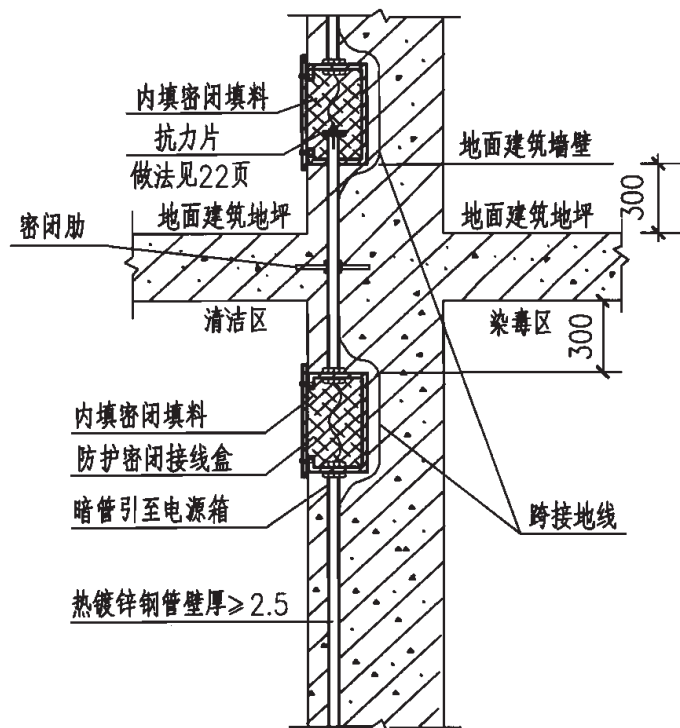 内填密闭填料
抗力片
做法见22页
地面建筑墙壁
300
地面建筑地坪
地面建筑地坪
密闭肋
清洁区
染毒区
300
内填密闭填料
防护密闭接线盒
暗管引至电源箱
跨接地线
热镀锌钢管壁厚≥2.5